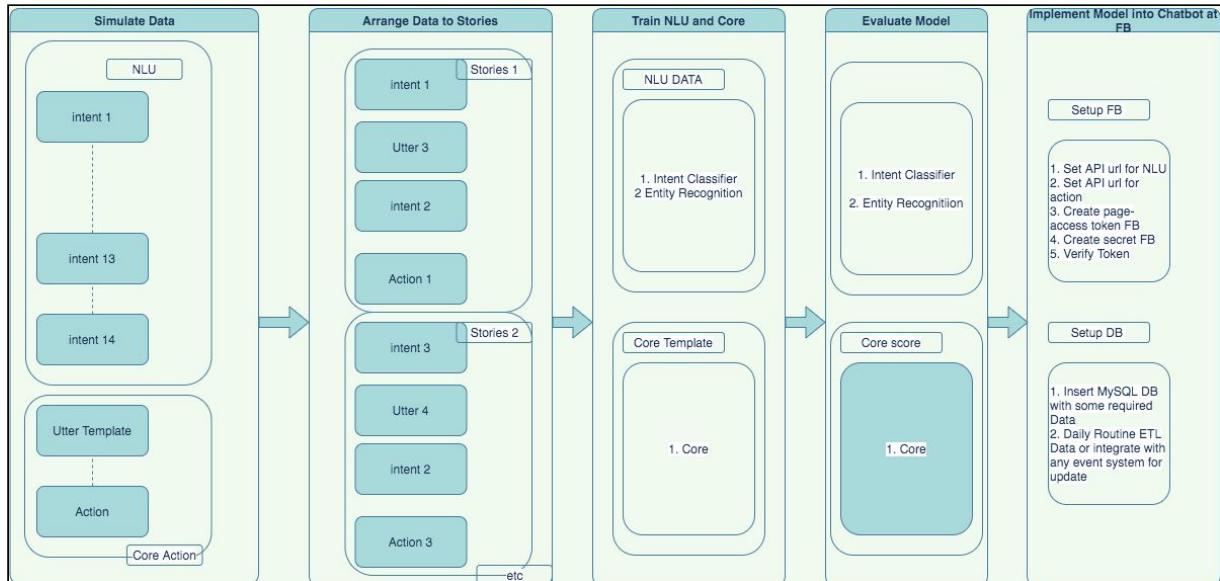 Simulate Data
NLU
intent 1
intent 13
intent 14
Utter Template
Action
Core Action
Arrange Data to Stories
Stories 1
intent 1
Utter 3
intent 2
Action 1
Stories 2
intent 3
Utter 4
intent 2
Action 3
etc
Train NLU and Core
NLU DATA
1. Intent Classifier
2 Entity Recognition
Core Template
1. Core
Evaluate Model
1. Intent Classifier
2. Entity Recognitiion
Core score
1. Core
Implement Model into Chatbot at
FB
Setup FB
1. Set API url for NLU
2. Set API url for
action
3. Create page-
access token FB
4. Create secret FB
5. Verify Token
Setup DB
1. Insert MySQL DB
with some required
Data
2. Daily Routine ETL
Data or integrate with
any event system for
update